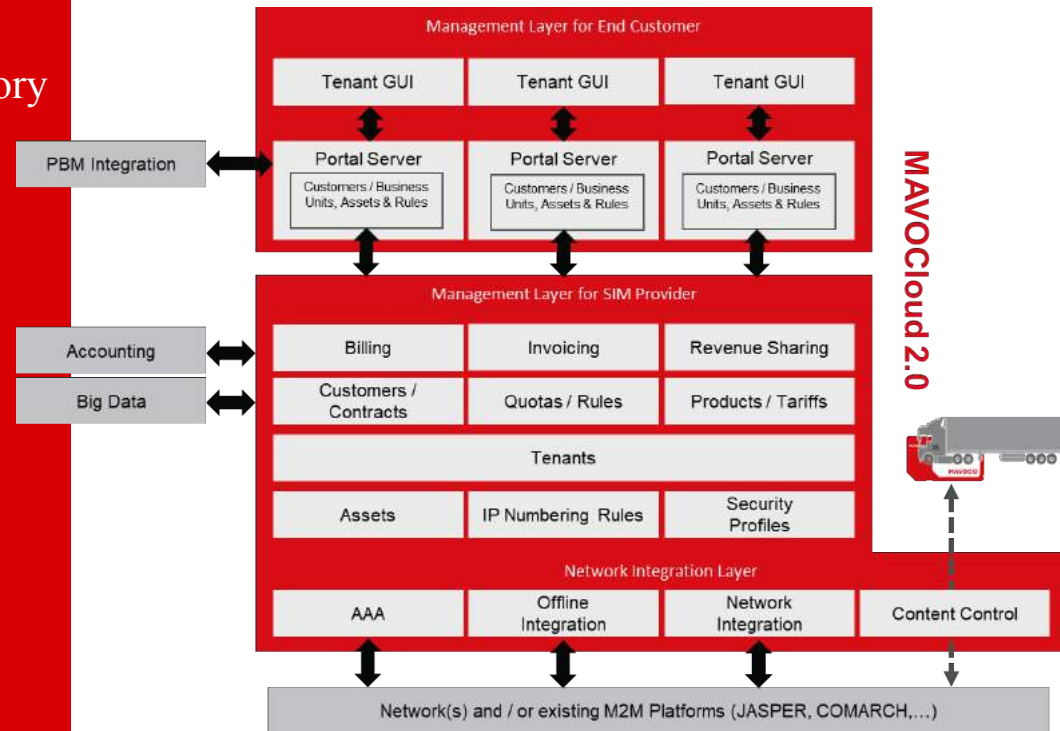 Management Layer for End Customer
Tenant GUI
Tenant GUI
Tenant GUI
PBM Integration
Portal Server
Customers / Business
Units, Assets & Rules
Portal Server
Customers / Business
Units, Assets & Rules
Portal Server
Customers / Business
Units, Assets & Rules
MAVOCloud 2.0
Management Layer for SIM Provider
Accounting
Billing
Invoicing
Revenue Sharing
Big Data
Customers /
Contracts
Quotas / Rules
Products / Tariffs
Tenants
MAVOCO
Assets
IP Numbering Rules
Security
Profiles
Network Integration Layer
AAA
Offline
Integration
Network
Integration
Content Control
Network(s) and / or existing M2M Platforms (JASPER, COMARCH,...)